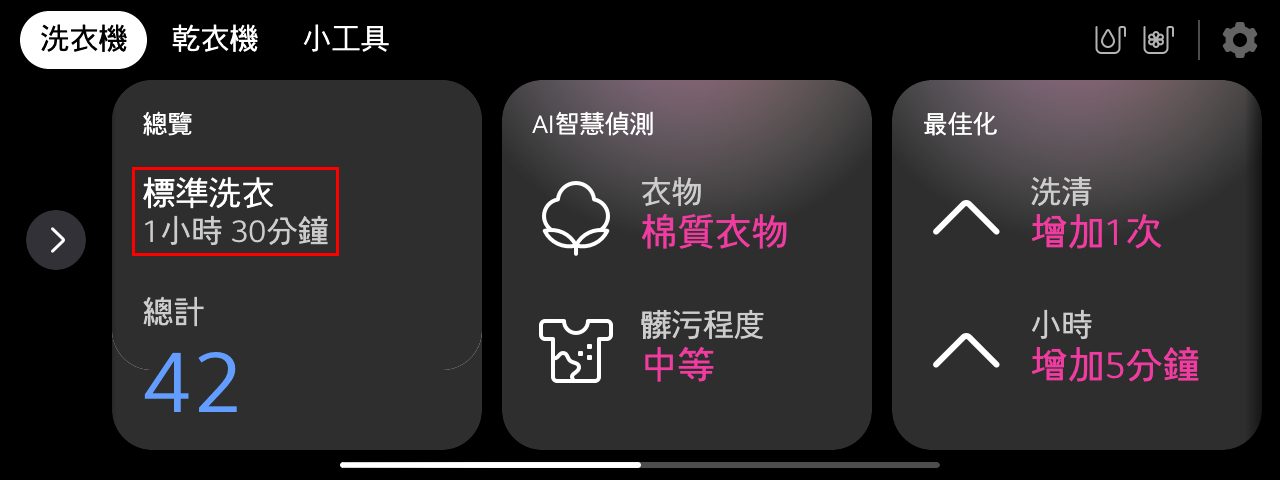 洗衣機
乾衣機
小工具
總覽
標準洗衣
1小時 30分鐘
總計
42
AI智慧偵測
衣物
棉質衣物
髒污程度
中等
最佳化
洗清
增加1次
小時
增加5分鐘